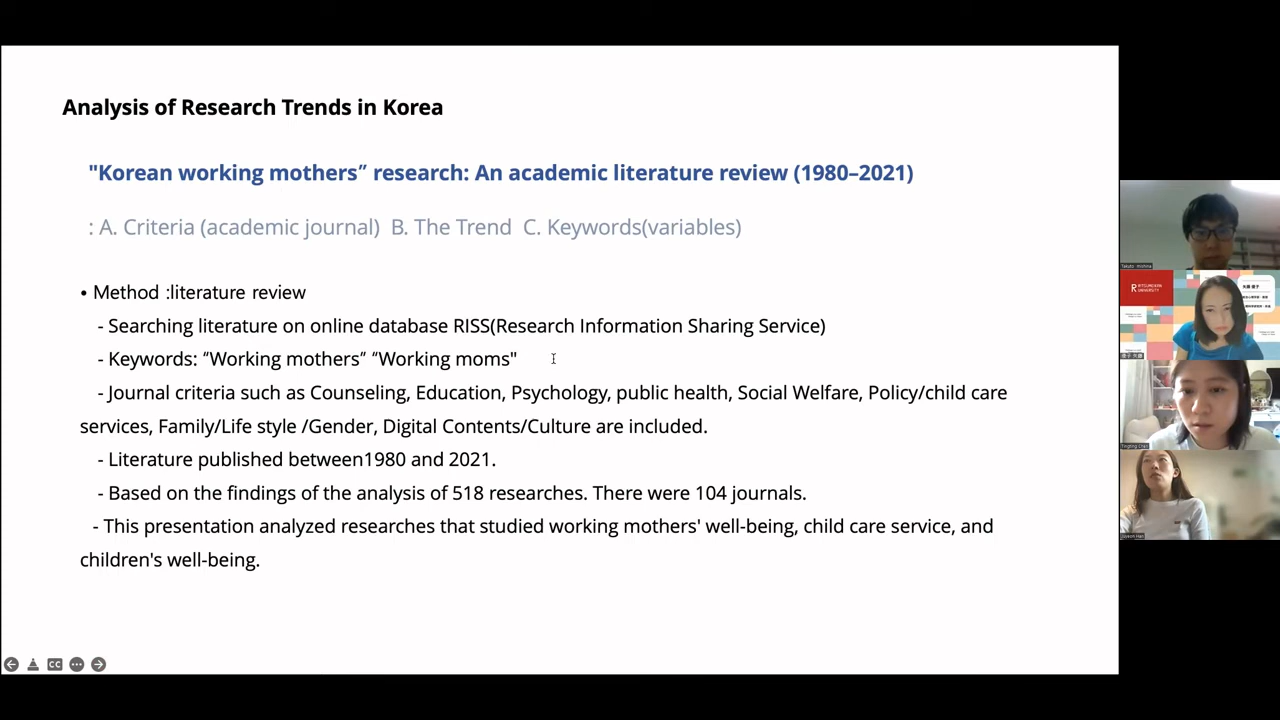 Analysis of Research Trends in Korea
"Korean working mothers” research: An academic literature review (1980–2021)
: A. Criteria (academic journal) B. The Trend C. Keywords(variables)
• Method :literature review
- Searching literature on online database RISS(Research Information Sharing Service)
- Keywords: “Working mothers” “Working moms"
- Journal criteria such as Counseling, Education, Psychology, public health, Social Welfare, Policy/child care
services, Family/Life style /Gender, Digital Contents/Culture are included.
- Literature published between1980 and 2021.
- Based on the findings of the analysis of 518 researches. There were 104 journals.
- This presentation analyzed researches that studied working mothers' well-being, child care service, and
children's well-being.
CC
R RITSUMEIKAN
UNIVERSITY